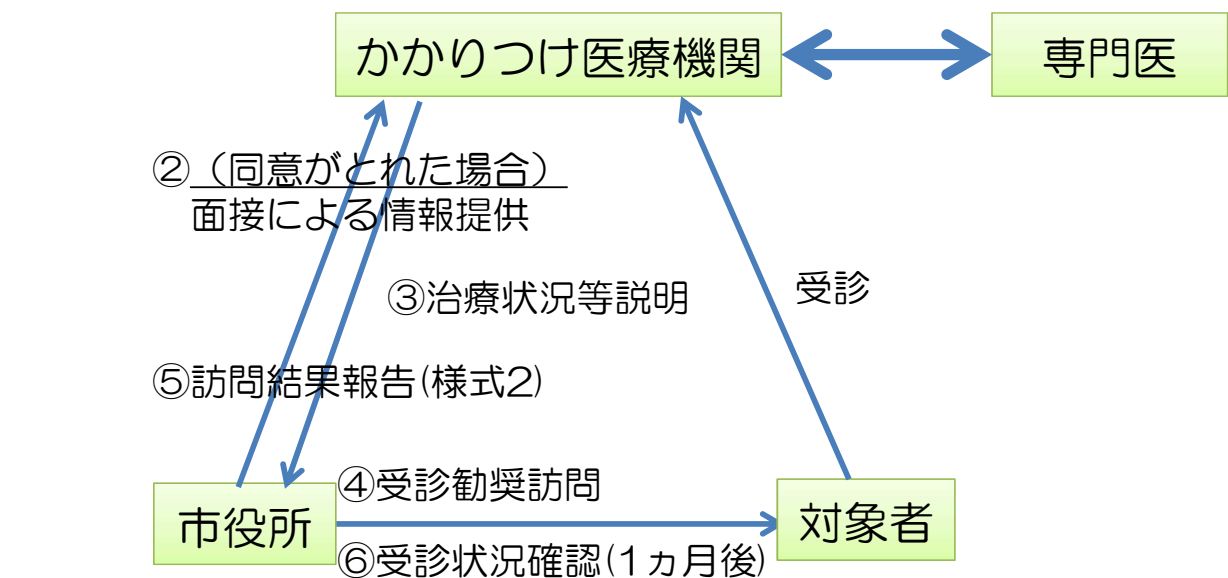 かかりつけ医療機関
専門医
②（同意がとれた場合）
面接による情報提供
③治療状況等説明
受診
⑤訪問結果報告(様式2)
④受診勧奨訪問
市役所
対象者
⑥受診状況確認(1ヵ月後)